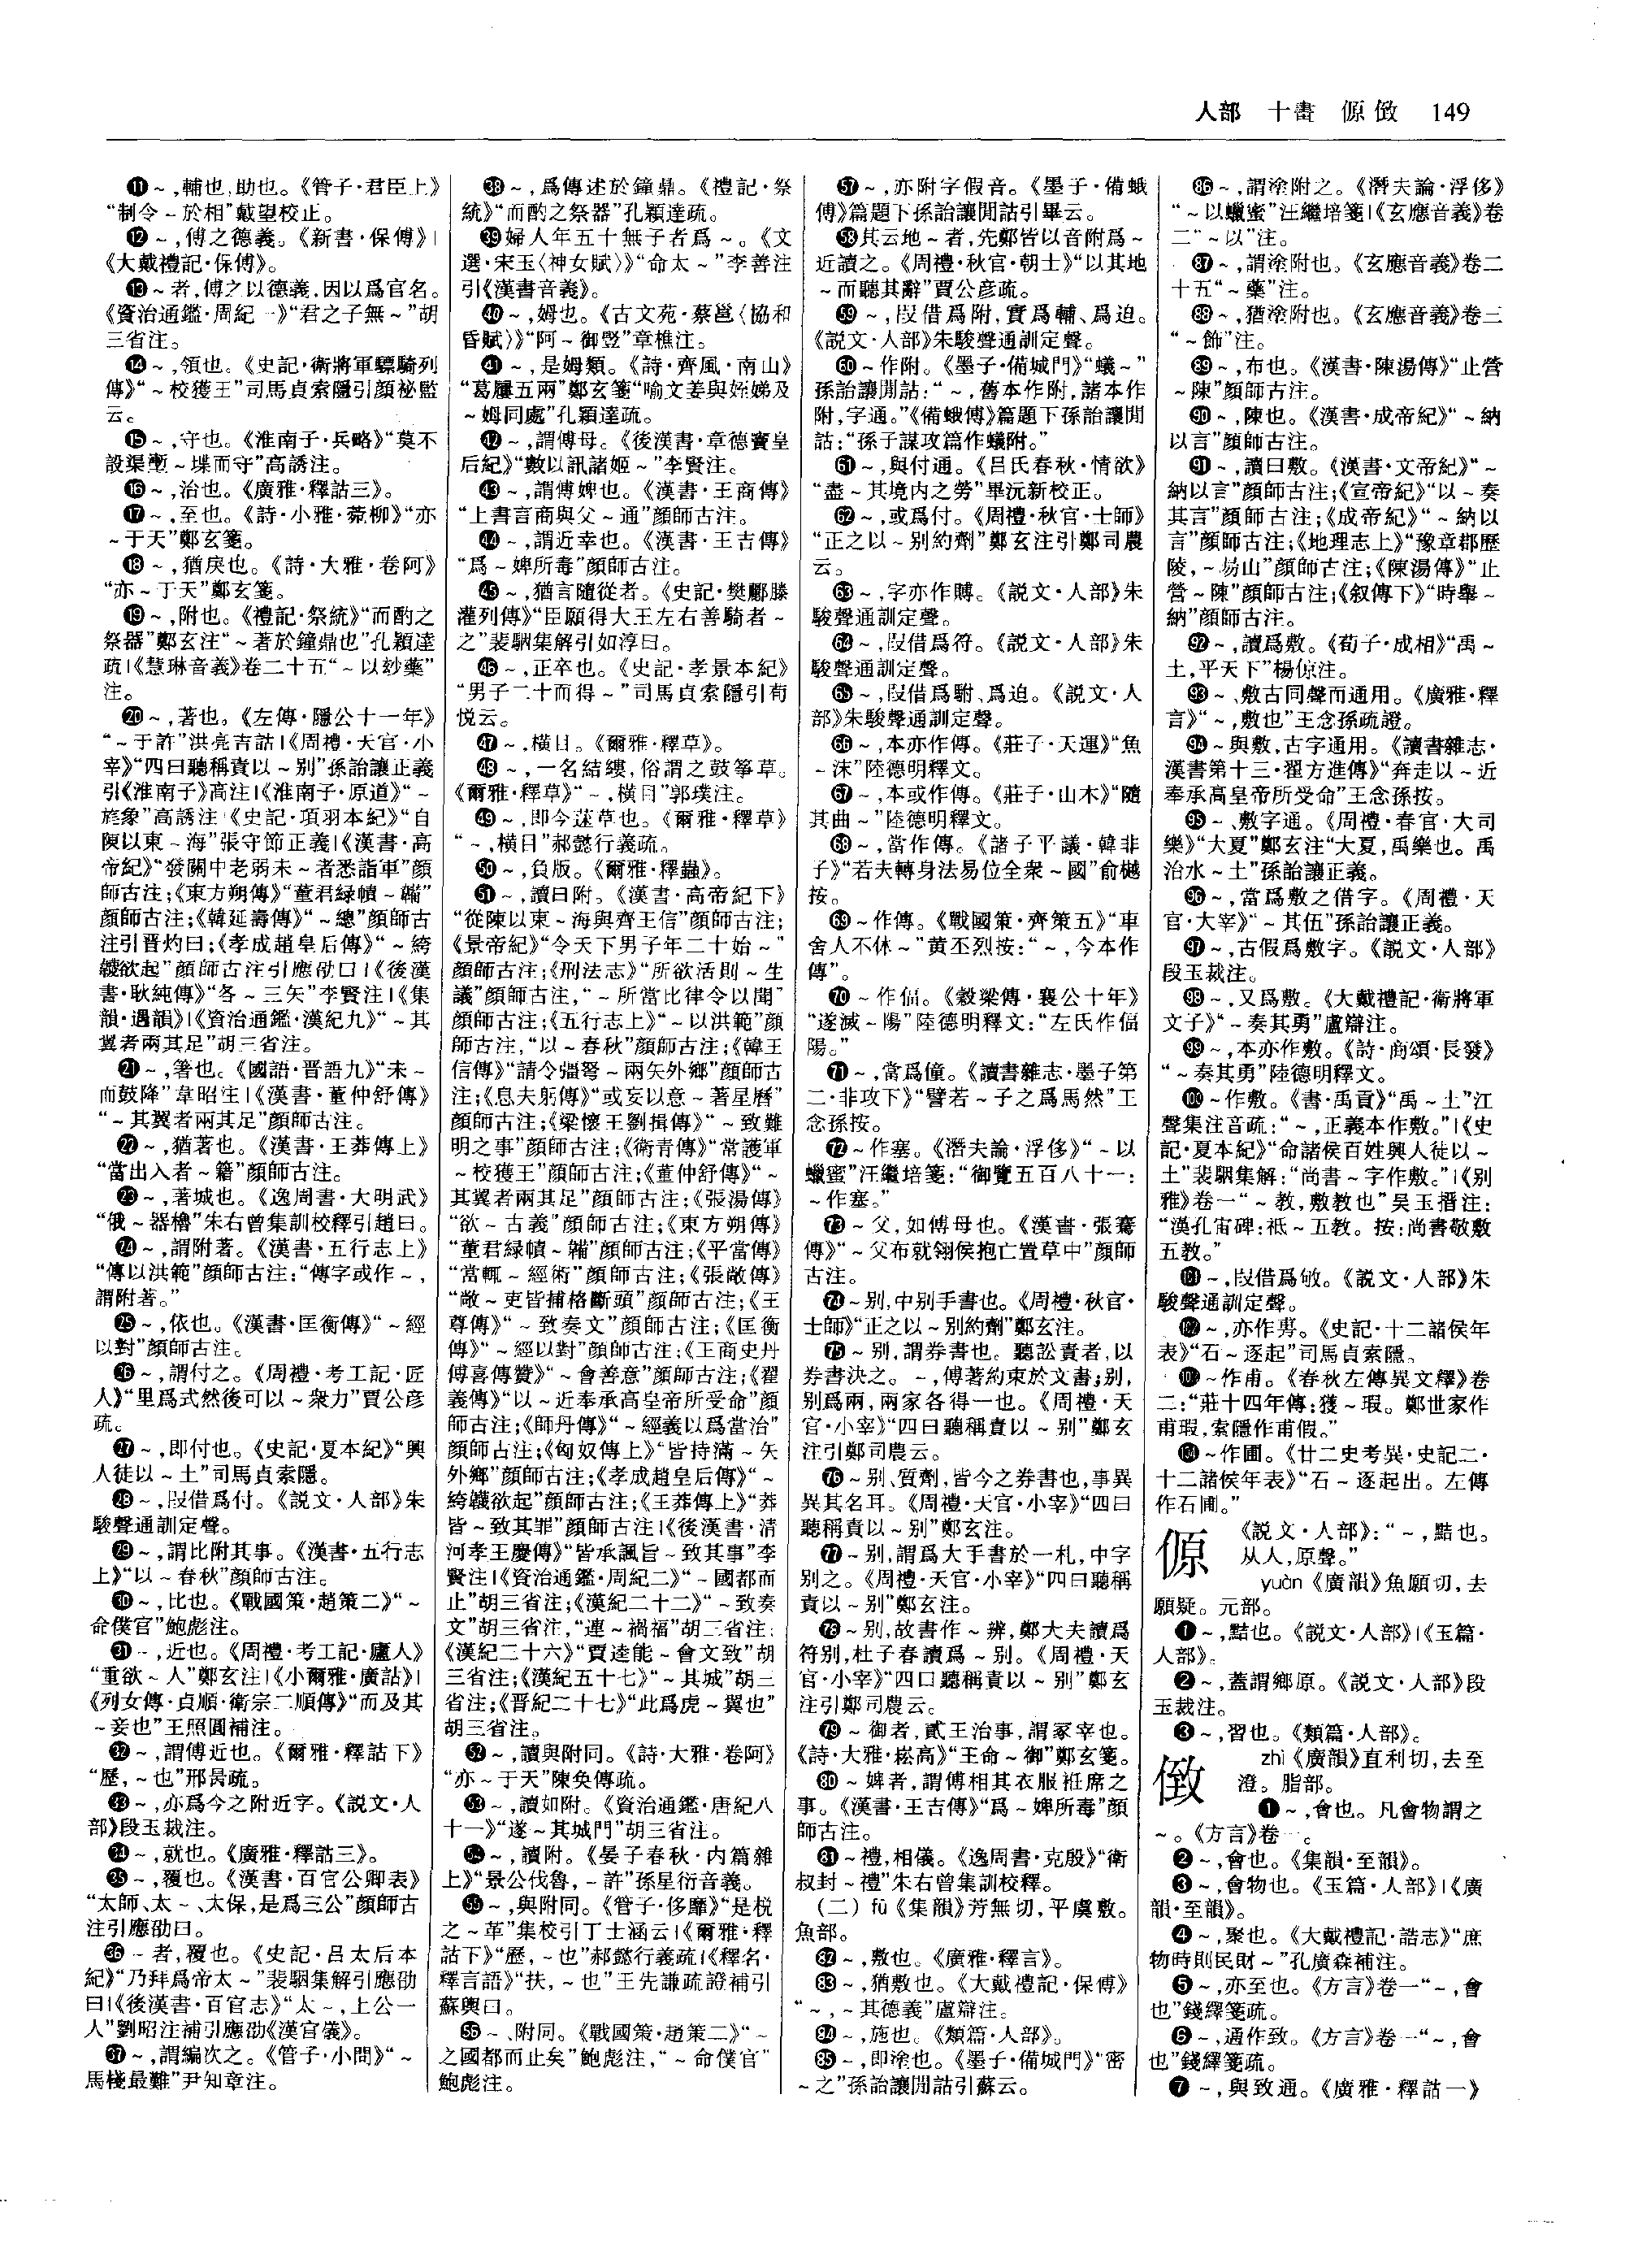 人部 十畫 傆 㨖 149
⓫～,輔也,助也。《管子·君臣上》
“制令～於相”戴望校正。
⓬～,傅之德義。《新書·保傅》|
《大戴禮記·保傅》。
⓭～者,傅之以德義,因以爲官名。
《資治通鑑·周紀一》“君之子無～”胡
三省注。
⓮～,領也。《史記·衛將軍驃騎列
傳》“～校獲王”司馬貞索隱引顔祕監
云。
⓯～,守也。《淮南子·兵略》“莫不
設渠壍～堞而守”高誘注。
⓰～,治也。《廣雅·釋詁三》。
⓱～,至也。《詩·小雅·菀柳》“亦
～于天”鄭玄箋。
⓲～,猶戾也。《詩·大雅·卷阿》
“亦～于天”鄭玄箋。
⓳～,附也。《禮記·祭統》“而酌之
祭器”鄭玄注“～著於鐘鼎也”孔穎達
疏|《慧琳音義》卷二十五“～以妙藥”
注。
⓴～,著也。《左傳·隱公十一年》
“～于許”洪亮吉詁|《周禮·天官·小
宰》“四曰聽稱責以～别”孫詒讓正義
引《淮南子》高注|《淮南子·原道》“～
旄象”高誘注|《史記·項羽本紀》“自
陳以東～海”張守節正義|《漢書·高
帝紀》“發關中老弱未～者悉詣軍”顔
師古注;《東方朔傳》“董君緑幘～韝”
顔師古注;《韓延壽傳》“～總”顔師古
注引晋灼曰;《孝成趙皇后傳》“～絝
韤欲起”顔師古注引應劭曰|《後漢
書·耿純傳》“各～三矢”李賢注|《集
韻·遇韻》|《資治通鑑·漢紀九》“～其
翼者兩其足”胡三省注。
㉑～,箸也。《國語·晋語九》“未～
而鼓降”韋昭注|《漢書·董仲舒傳》
“～其翼者兩其足”顔師古注。
㉒～,猶著也。《漢書·王莽傳上》
“當出入者～籍”顔師古注。
㉓～,著城也。《逸周書·大明武》
“俄～器櫓”朱右曾集訓校釋引趙曰。
㉔～,謂附著。《漢書·五行志上》
“傳以洪範”顔師古注:“傳字或作～,
謂附著。”
㉕～,依也。《漢書·匡衡傳》“～經
以對”顔師古注。
㉖～,謂付之。《周禮·考工記·匠
人》“里爲式然後可以～衆力”賈公彦
疏。
㉗～,即付也。《史記·夏本紀》“興
人徒以～土”司馬貞索隱。
㉘～,叚借爲付。《説文·人部》朱
駿聲通訓定聲。
㉙～,謂比附其事。《漢書·五行志
上》“以～春秋”顔師古注。
㉚～,比也。《戰國策·趙策二》“～
命僕官”鮑彪注。
㉛～,近也。《周禮·考工記·廬人》
“重欲～人”鄭玄注|《小爾雅·廣詁》|
《列女傳·貞順·衛宗二順傳》“而及其
～妾也”王照圓補注。
㉜～,謂傅近也。《爾雅·釋詁下》
“歷,～也”邢昺疏。
㉝～,亦爲今之附近字。《説文·人
部》段玉裁注。
㉞～,就也。《廣雅·釋詁三》。
㉟～,覆也。《漢書·百官公卿表》
“太師、太～、太保,是爲三公”顔師古
注引應劭曰。
㊱～者,覆也。《史記·吕太后本
紀》“乃拜爲帝太～”裴駰集解引應劭
曰|《後漢書·百官志》“太～,上公一
人”劉昭注補引應劭《漢官儀》。
㊲～,謂編次之。《管子·小問》“～
馬棧最難”尹知章注。
㊳～,爲傅述於鐘鼎。《禮記·祭
統》“而酌之祭器”孔穎達疏。
㊴婦人年五十無子者爲～。《文
選·宋玉〈神女賦〉》“命太～”李善注
引《漢書音義》。
㊵～,姆也。《古文苑·蔡邕〈協和
昏賦〉》“阿～御豎”章樵注。
㊶～,是姆類。《詩·齊風·南山》
“葛屨五兩”鄭玄箋“喻文姜與姪娣及
～姆同處”孔穎達疏。
㊷～,謂傅母。《後漢書·章德竇皇
后紀》“數以訊諸姬～”李賢注。
㊸～,謂傅婢也。《漢書·王商傳》
“上書言商與父～通”顔師古注。
㊹～,謂近幸也。《漢書·王吉傳》
“爲～婢所毒”顔師古注。
㊺～,猶言隨從者。《史記·樊酈滕
灌列傳》“臣願得大王左右善騎者～
之”裴駰集解引如淳曰。
㊻～,正卒也。《史記·孝景本紀》
“男子二十而得～”司馬貞索隱引荀
悦云。
㊼～,横目。《爾雅·釋草》。
㊽～,一名結縷,俗謂之鼓箏草。
《爾雅·釋草》“～,横目”郭璞注。
㊾～,即今莲草也。《爾雅·釋草》
“～,横目”郝懿行義疏。
㊿～,負版。《爾雅·釋蟲》。
51～,讀曰附。《漢書·高帝紀下》
“從陳以東～海與齊王信”顔師古注;
《景帝紀》“令天下男子年二十始～”
顔師古注;《刑法志》“所欲活則～生
議”顔師古注,“～所當比律令以聞”
顔師古注;《五行志上》“～以洪範”顔
師古注,“以～春秋”顔師古注;《韓王
信傳》“請令彊弩～兩矢外鄉”顔師古
注;《息夫躬傳》“或妄以意～著星曆”
顔師古注;《梁懷王劉揖傳》“～致難
明之事”顔師古注;《衛青傳》“常護軍
～校獲王”顔師古注;《董仲舒傳》“～
其翼者兩其足”顔師古注;《張湯傳》
“欲～古義”顔師古注;《東方朔傳》
“董君緑幘～韝”顔師古注;《平當傳》
“當輒～經術”顔師古注;《張敞傳》
“敞～吏皆捕格斷頭”顔師古注;《王
尊傳》“～致奏文”顔師古注;《匡衡
傳》“～經以對”顔師古注;《王商史丹
傅喜傳贊》“～會善意”顔師古注;《翟
義傳》“以～近奉承高皇帝所受命”顔
師古注;《師丹傳》“～經義以爲當治”
顔師古注;《匈奴傳上》“皆持滿～矢
外鄉”顔師古注;《孝成趙皇后傳》“～
絝韤欲起”顔師古注;《王莽傳上》“莽
皆～致其罪”顔師古注|《後漢書·清
河孝王慶傳》“皆承諷旨～致其事”李
賢注|《資治通鑑·周紀二》“～國都而
止”胡三省注;《漢紀二十二》“～致奏
文”胡三省注,“連～禍福”胡三省注;
《漢紀二十六》“賈逵能～會文致”胡
三省注;《漢紀五十七》“～其城”胡三
省注;《晋紀二十七》“此爲虎～翼也”
胡三省注。
52～,讀與附同。《詩·大雅·卷阿》
“亦～于天”陳奂傳疏。
53～,讀如附。《資治通鑑·唐紀八
十一》“遂～其城門”胡三省注。
54～,讀附。《晏子春秋·内篇雜
上》“景公伐魯,～許”孫星衍音義。
55～,與附同。《管子·侈靡》“是棁
之～革”集校引丁士涵云|《爾雅·釋
詁下》“歷,～也”郝懿行義疏|《釋名·
釋言語》“扶,～也”王先謙疏證補引
蘇輿曰。
56～、附同。《戰國策·趙策二》“～
之國都而止矣”鮑彪注,“～命僕官”
鮑彪注。
57～,亦附字假音。《墨子·備蛾
傅》篇題下孫詒讓閒詁引畢云。
58其云地～者,先鄭皆以音附爲～
近讀之。《周禮·秋官·朝士》“以其地
～而聽其辭”賈公彦疏。
59～,叚借爲附,實爲輔、爲迫。
《説文·人部》朱駿聲通訓定聲。
60～作附。《墨子·備城門》“蟻～”
孫詒讓閒詁:“～,舊本作附,諸本作
附,字通。”《備蛾傅》篇題下孫詒讓閒
詁:“孫子謀攻篇作蟻附。”
61～,與付通。《吕氏春秋·情欲》
“盡～其境内之勞”畢沅新校正。
62～,或爲付。《周禮·秋官·士師》
“正之以～别約劑”鄭玄注引鄭司農
云。
63～,字亦作賻。《説文·人部》朱
駿聲通訓定聲。
64～,叚借爲符。《説文·人部》朱
駿聲通訓定聲。
65～,叚借爲駙、爲迫。《説文·人
部》朱駿聲通訓定聲。
66～,本亦作傳。《莊子·天運》“魚
～沫”陸德明釋文。
67～,本或作傳。《莊子·山木》“隨
其曲～”陸德明釋文。
68～,當作傳。《諸子平議·韓非
子》“若夫轉身法易位全衆～國”俞樾
按。
69～作傳。《戰國策·齊策五》“車
舍人不休～”黄丕烈按:“～,今本作
傳”。
70～作偪。《穀梁傳·襄公十年》
“遂滅～陽”陸德明釋文:“左氏作偪
陽。”
71～,當爲僮。《讀書雜志·墨子第
二·非攻下》“譬若～子之爲馬然”王
念孫按。
72～作塞。《潛夫論·浮侈》“～以
蠟蜜”汪繼培箋:“御覽五百八十一:
～作塞。”
73～父,如傅母也。《漢書·張騫
傳》“～父布就翎侯抱亡置草中”顔師
古注。
74～别,中别手書也。《周禮·秋官·
士師》“正之以～别約劑”鄭玄注。
75～别,謂券書也。聽訟責者,以
券書決之。～,傅著約束於文書;别,
别爲兩,兩家各得一也。《周禮·天
官·小宰》“四曰聽稱責以～别”鄭玄
注引鄭司農云。
76～别、質劑,皆今之券書也,事異
異其名耳。《周禮·天官·小宰》“四曰
聽稱責以～别”鄭玄注。
77～别,謂爲大手書於一札,中字
别之。《周禮·天官·小宰》“四曰聽稱
責以～别”鄭玄注。
78～别,故書作～辨,鄭大夫讀爲
符别,杜子春讀爲～别。《周禮·天
官·小宰》“四曰聽稱責以～别”鄭玄
注引鄭司農云。
79～御者,貳王治事,謂冢宰也。
《詩·大雅·崧高》“王命～御”鄭玄箋。
80～婢者,謂傅相其衣服袵席之
事。《漢書·王吉傳》“爲～婢所毒”顔
師古注。
81～禮,相儀。《逸周書·克殷》“衛
叔封～禮”朱右曾集訓校釋。
(二)fū《集韻》芳無切,平虞敷。
魚部。
82～,敷也。《廣雅·釋言》。
83～,猶敷也。《大戴禮記·保傅》
“～,～其德義”盧辯注。
84～,施也。《類篇·人部》。
85～,即塗也。《墨子·備城門》“密
～之”孫詒讓閒詁引蘇云。
86～,謂塗附之。《潛夫論·浮侈》
“～以蠟蜜”汪繼培箋|《玄應音義》卷
二“～以”注。
87～,謂塗附也。《玄應音義》卷二
十五“～藥”注。
88～,猶塗附也。《玄應音義》卷三
“～飾”注。
89～,布也。《漢書·陳湯傳》“止營
～陳”顔師古注。
90～,陳也。《漢書·成帝紀》“～納
以言”顔師古注。
91～,讀曰敷。《漢書·文帝紀》“～
納以言”顔師古注;《宣帝紀》“以～奏
其言”顔師古注;《成帝紀》“～納以
言”顔師古注;《地理志上》“豫章郡歷
陵,～易山”顔師古注;《陳湯傳》“止
營～陳”顔師古注;《叙傳下》“時舉～
納”顔師古注。
92～,讀爲敷。《荀子·成相》“禹～
土,平天下”楊倞注。
93～、敷古同聲而通用。《廣雅·釋
言》“～,敷也”王念孫疏證。
94～與敷,古字通用。《讀書雜志·
漢書第十三·翟方進傳》“奔走以～近
奉承高皇帝所受命”王念孫按。
95～、敷字通。《周禮·春官·大司
樂》“大夏”鄭玄注“大夏,禹樂也。禹
治水～土”孫詒讓正義。
96～,當爲敷之借字。《周禮·天
官·大宰》“～其伍”孫詒讓正義。
97～,古假爲敷字。《説文·人部》
段玉裁注。
98～,又爲敷。《大戴禮記·衛將軍
文子》“～奏其勇”盧辯注。
99～,本亦作敷。《詩·商頌·長發》
“～奏其勇”陸德明釋文。
100～作敷。《書·禹貢》“禹～土”江
聲集注音疏:“～,正義本作敷。”|《史
記·夏本紀》“命諸侯百姓興人徒以～
土”裴駰集解:“尚書～字作敷。”|《别
雅》卷一“～教,敷教也”吴玉搢注:
“漢孔宙碑:祗～五教。按:尚書敬敷
五教。”
101～,叚借爲敀。《説文·人部》朱
駿聲通訓定聲。
102～,亦作甹。《史記·十二諸侯年
表》“石～逐起”司馬貞索隱。
103～作甫。《春秋左傳異文釋》卷
二:“莊十四年傳:獲～瑕。鄭世家作
甫瑕,索隱作甫假。”
104～作圃。《廿二史考異·史記二·
十二諸侯年表》“石～逐起出。左傳
作石圃。”
傆 《説文·人部》:“～,黠也。
从人,原聲。”
yuàn《廣韻》魚願切,去
願疑。元部。
❶～,黠也。《説文·人部》|《玉篇·
人部》。
❷～,蓋謂鄉原。《説文·人部》段
玉裁注。
❸～,習也。《類篇·人部》。
zhì《廣韻》直利切,去至
澄。脂部。
❶～,會也。凡會物謂之
～。《方言》卷一。
❷～,會也。《集韻·至韻》。
❸～,會物也。《玉篇·人部》|《廣
韻·至韻》。
❹～,聚也。《大戴禮記·誥志》“庶
物時則民財～”孔廣森補注。
❺～,亦至也。《方言》卷一“～,會
也”錢繹箋疏。
❻～,通作致。《方言》卷一“～,會
也”錢繹箋疏。
❼～,與致通。《廣雅·釋詁一》